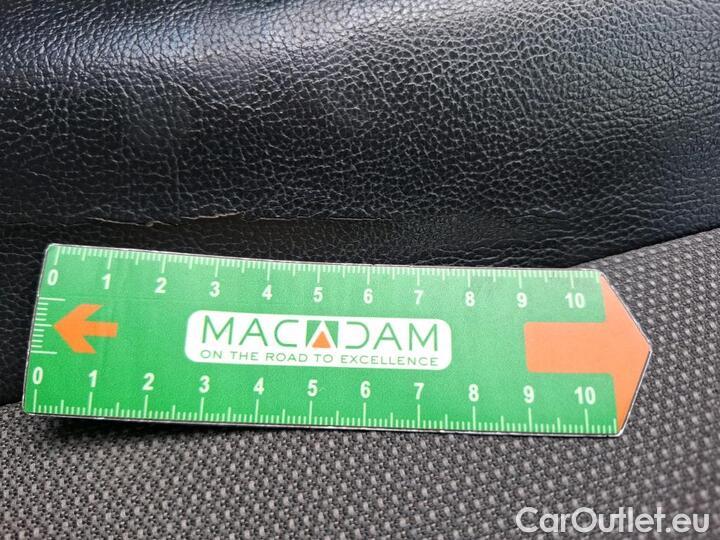 0 1 2 3 4 5 6 7 8 9 10
MACADAM
ON THE ROAD TO EXCELLENCE
0 1 2 3 4 5 6 7 8 9 10
CarOutlet.eu